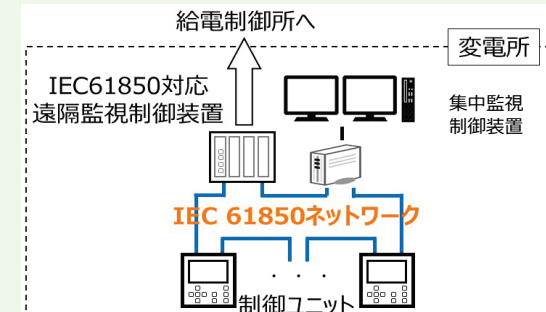 給電制御所へ
変電所
IEC61850対応
遠隔監視制御装置
集中監視
制御装置
IEC 61850ネットワーク
・・・
制御ユニット